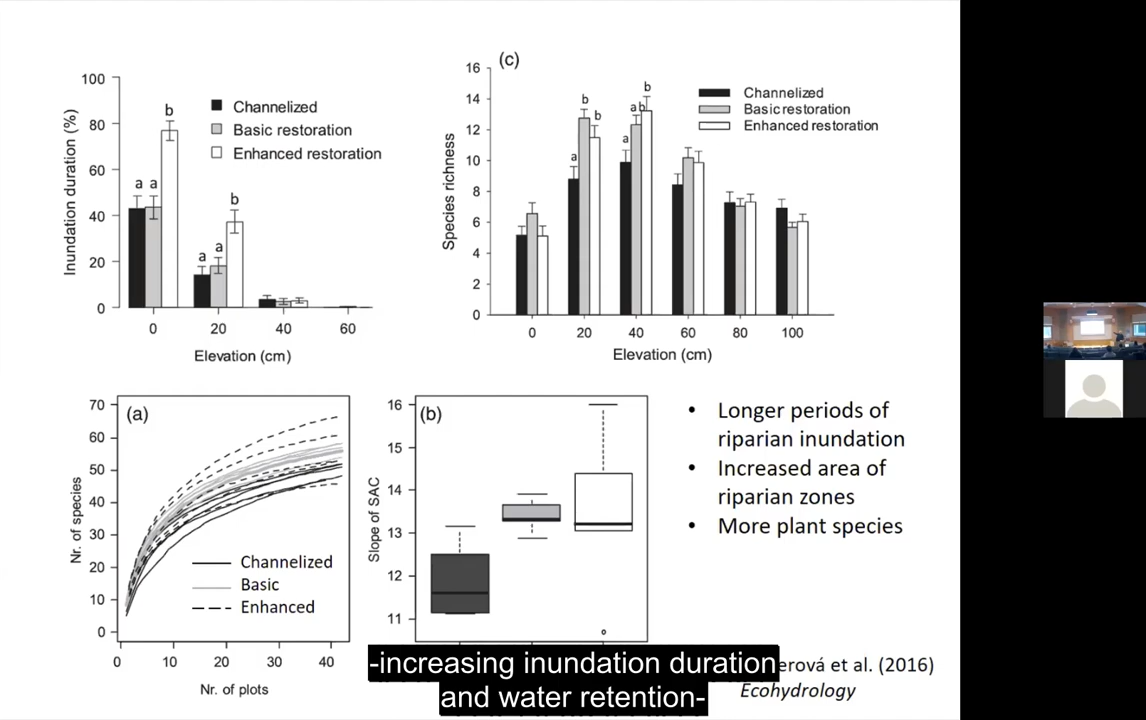 100
80
60
40
20
0
Inundation duration (%)
a a b
a a b
Channelized
Basic restoration
Enhanced restoration
0 20 40 60
Elevation (cm)
(c)
16
14
12
10
8
6
4
2
0
Species richness
a b b
a ab b
Channelized
Basic restoration
Enhanced restoration
0 20 40 60 80 100
Elevation (cm)
(a)
70
60
50
40
30
20
10
0
Nr. of species
Channelized
Basic
Enhanced
0 10 20 30 40
Nr. of plots
(b)
16
15
14
13
12
11
Slope of SAC
• Longer periods of
riparian inundation
• Increased area of
riparian zones
• More plant species
erová et al. (2016)
Ecohydrology
-increasing inundation duration
and water retention-